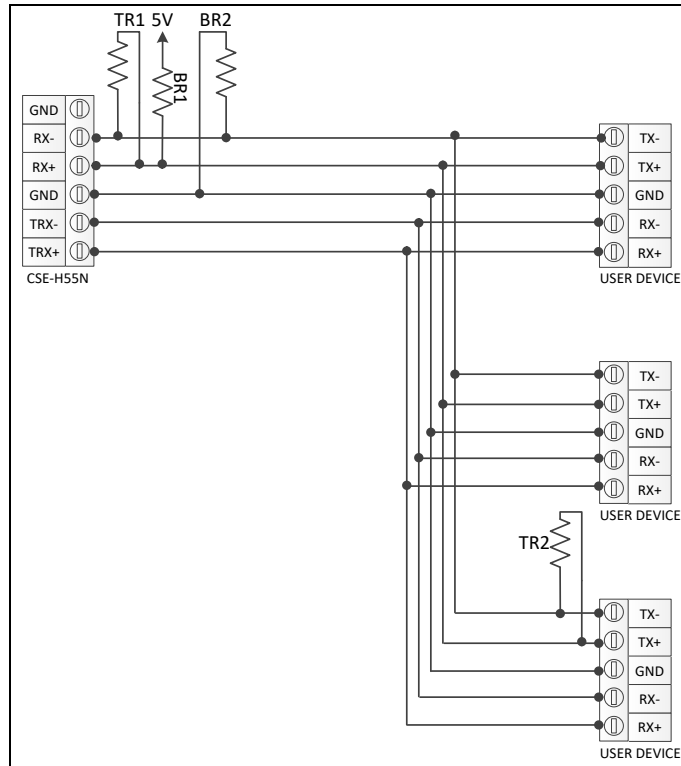 TR1 5V BR2
BR1
GND
RX-
RX+
GND
TRX-
TRX+
CSE-H55N
TX-
TX+
GND
RX-
RX+
USER DEVICE
TX-
TX+
GND
RX-
RX+
USER DEVICE
TR2
TX-
TX+
GND
RX-
RX+
USER DEVICE